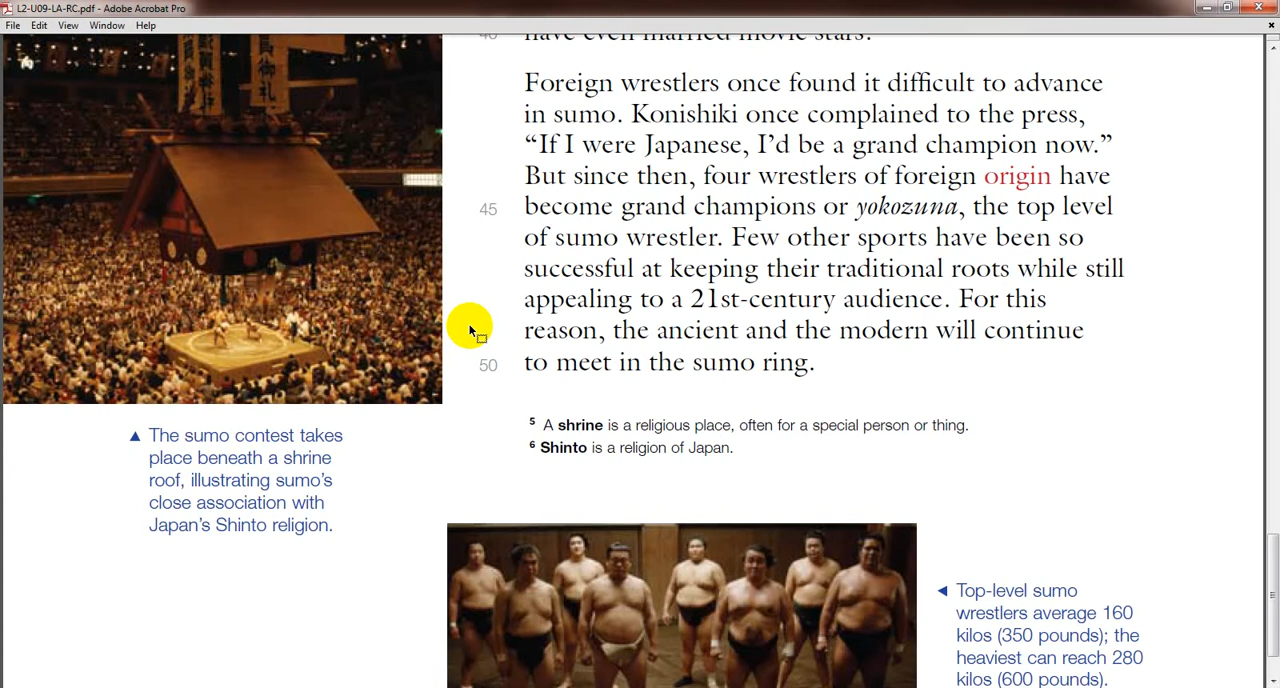 L2-U09-LA-RC.pdf - Adobe Acrobat Pro
File Edit View Window Help
have even married movie stars.
Foreign wrestlers once found it difficult to advance
in sumo. Konishiki once complained to the press,
“If I were Japanese, I’d be a grand champion now.”
But since then, four wrestlers of foreign origin have
45 become grand champions or yokozuna, the top level
of sumo wrestler. Few other sports have been so
successful at keeping their traditional roots while still
appealing to a 21st-century audience. For this
reason, the ancient and the modern will continue
50 to meet in the sumo ring.
5 A shrine is a religious place, often for a special person or thing.
6 Shinto is a religion of Japan.
▲ The sumo contest takes
place beneath a shrine
roof, illustrating sumo’s
close association with
Japan’s Shinto religion.
◀ Top-level sumo
wrestlers average 160
kilos (350 pounds); the
heaviest can reach 280
kilos (600 pounds).